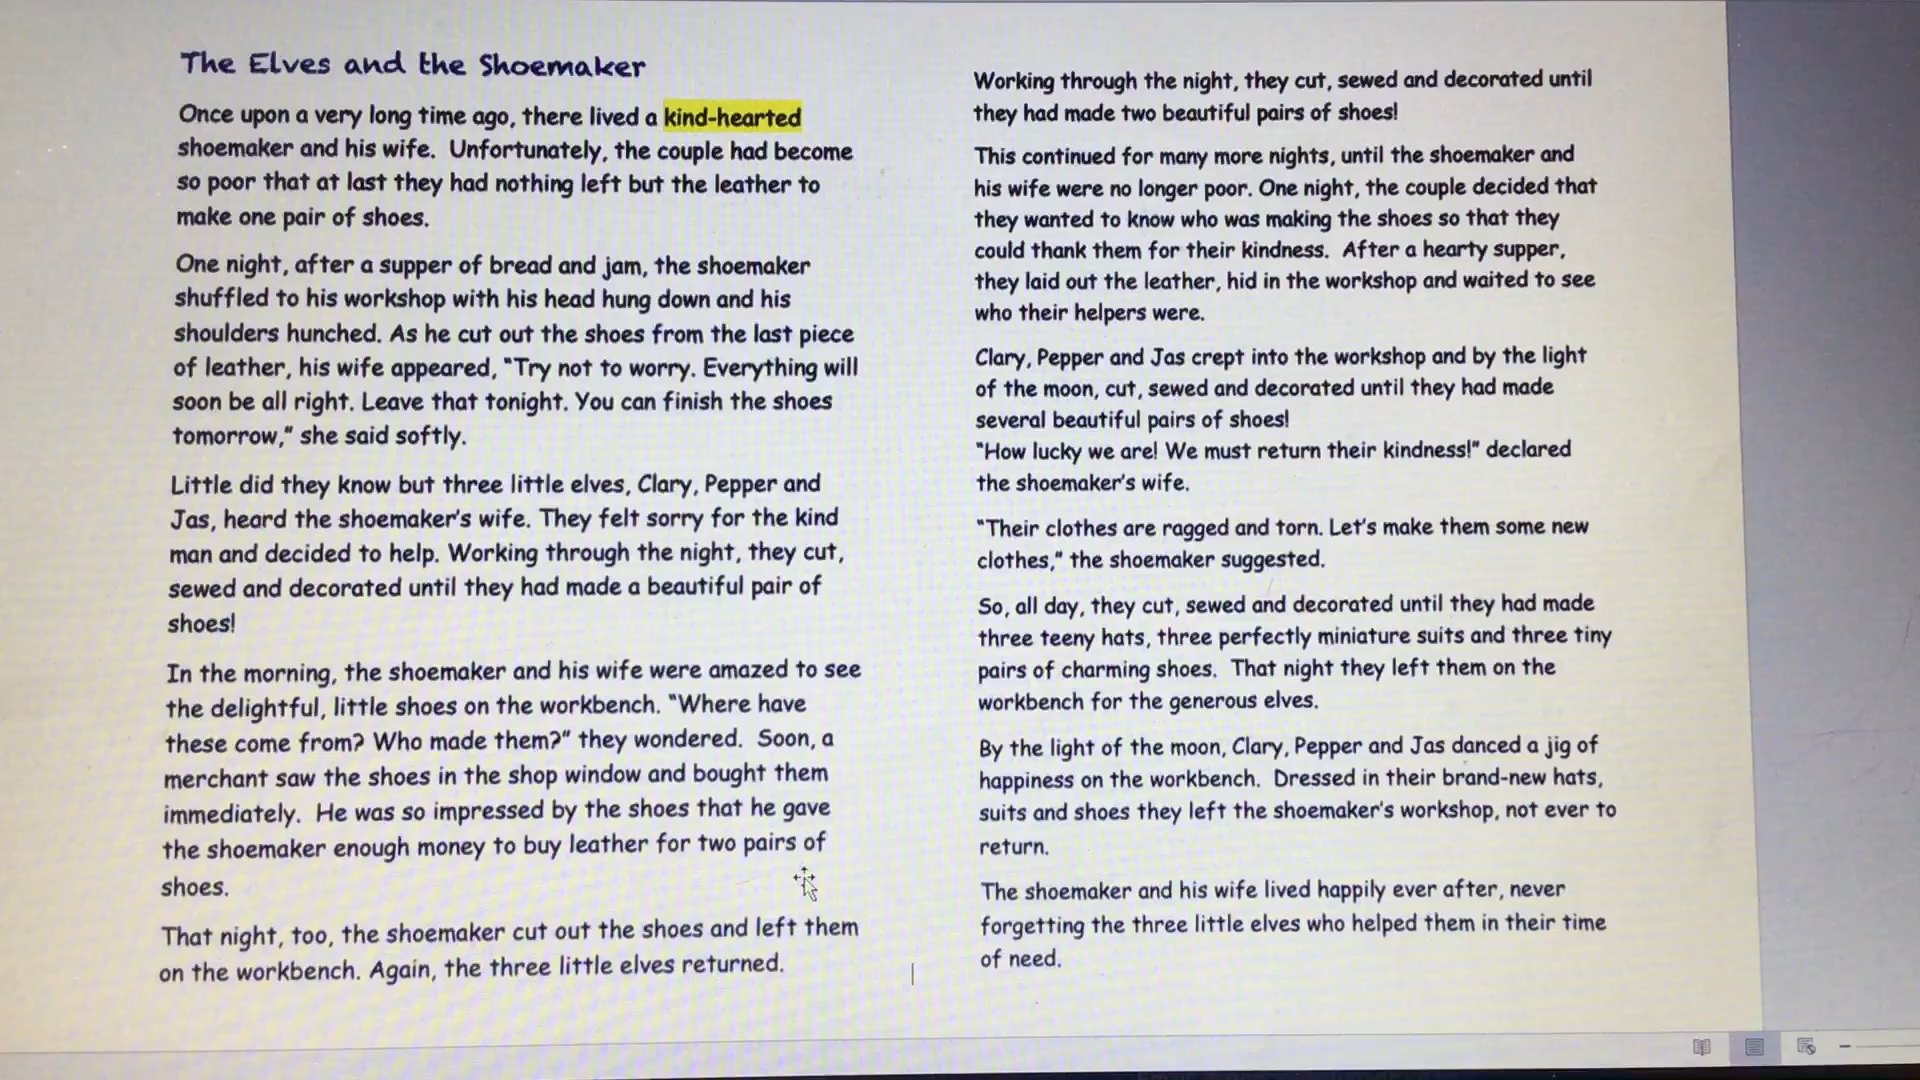 The Elves and the Shoemaker
Once upon a very long time ago, there lived a kind-hearted
shoemaker and his wife.  Unfortunately, the couple had become
so poor that at last they had nothing left but the leather to
make one pair of shoes.
One night, after a supper of bread and jam, the shoemaker
shuffled to his workshop with his head hung down and his
shoulders hunched. As he cut out the shoes from the last piece
of leather, his wife appeared, "Try not to worry. Everything will
soon be all right. Leave that tonight. You can finish the shoes
tomorrow," she said softly.
Little did they know but three little elves, Clary, Pepper and
Jas, heard the shoemaker's wife. They felt sorry for the kind
man and decided to help. Working through the night, they cut,
sewed and decorated until they had made a beautiful pair of
shoes!
In the morning, the shoemaker and his wife were amazed to see
the delightful, little shoes on the workbench. "Where have
these come from? Who made them?" they wondered.  Soon, a
merchant saw the shoes in the shop window and bought them
immediately.  He was so impressed by the shoes that he gave
the shoemaker enough money to buy leather for two pairs of
shoes.
That night, too, the shoemaker cut out the shoes and left them
on the workbench. Again, the three little elves returned.
Working through the night, they cut, sewed and decorated until
they had made two beautiful pairs of shoes!
This continued for many more nights, until the shoemaker and
his wife were no longer poor. One night, the couple decided that
they wanted to know who was making the shoes so that they
could thank them for their kindness.  After a hearty supper,
they laid out the leather, hid in the workshop and waited to see
who their helpers were.
Clary, Pepper and Jas crept into the workshop and by the light
of the moon, cut, sewed and decorated until they had made
several beautiful pairs of shoes!
"How lucky we are! We must return their kindness!" declared
the shoemaker's wife.
"Their clothes are ragged and torn. Let's make them some new
clothes," the shoemaker suggested.
So, all day, they cut, sewed and decorated until they had made
three teeny hats, three perfectly miniature suits and three tiny
pairs of charming shoes.  That night they left them on the
workbench for the generous elves.
By the light of the moon, Clary, Pepper and Jas danced a jig of
happiness on the workbench.  Dressed in their brand-new hats,
suits and shoes they left the shoemaker's workshop, not ever to
return.
The shoemaker and his wife lived happily ever after, never
forgetting the three little elves who helped them in their time
of need.